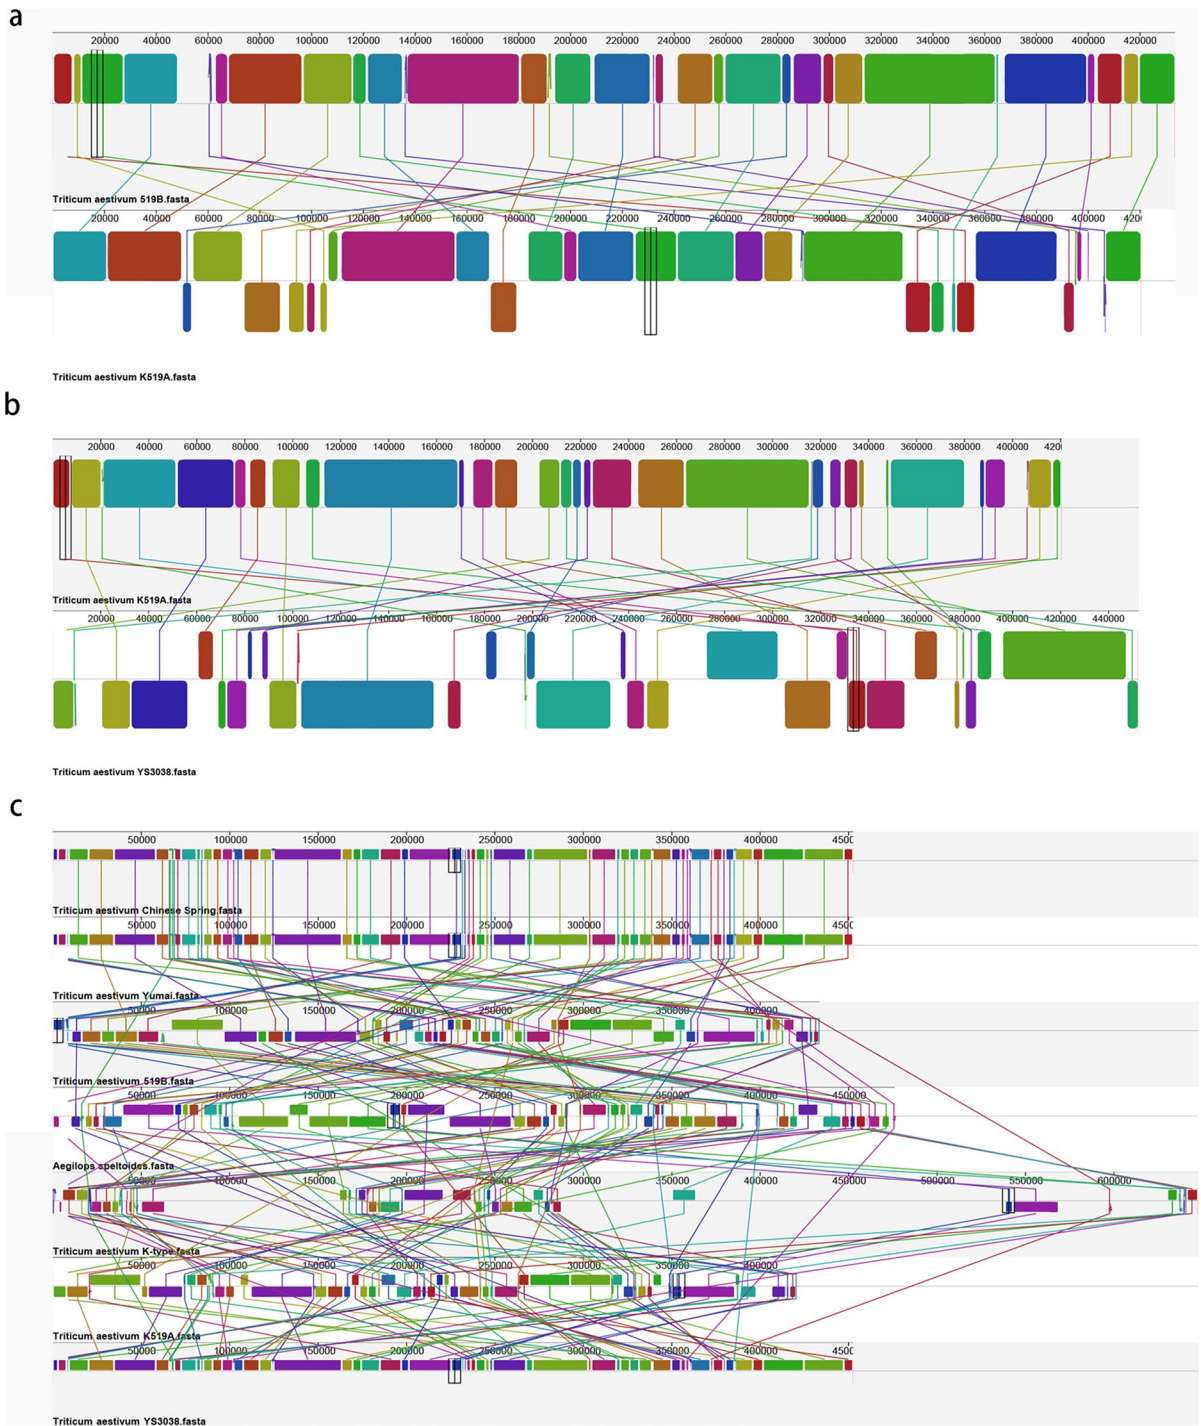 a
20000 40000 60000 80000 100000 120000 140000 160000 180000 200000 220000 240000 260000 280000 300000 320000 340000 360000 380000 400000 420000
Triticum aestivum 519B.fasta
20000 40000 60000 80000 100000 120000 140000 160000 180000 200000 220000 240000 260000 280000 300000 320000 340000 360000 380000 400000 420
Triticum aestivum K519A.fasta
b
20000 40000 60000 80000 100000 120000 140000 160000 180000 200000 220000 240000 260000 280000 300000 320000 340000 360000 380000 400000 420
Triticum aestivum K519A.fasta
20000 40000 60000 80000 100000 120000 140000 160000 180000 200000 220000 240000 260000 280000 300000 320000 340000 360000 380000 400000 420000 440000
Triticum aestivum YS3038.fasta
c
50000 100000 150000 200000 250000 300000 350000 400000 450
Triticum aestivum Chinese Spring.fasta
50000 100000 150000 200000 250000 300000 350000 400000 450
Triticum aestivum Yumai.fasta
50000 100000 150000 200000 250000 300000 350000 400000
Triticum aestivum 519B.fasta
50000 100000 150000 200000 250000 300000 350000 400000 450000
Aegilops speltoides.fasta
50000 100000 150000 200000 250000 300000 350000 400000 450000 500000 550000 600000
Triticum aestivum K-type.fasta
50000 100000 150000 200000 250000 300000 350000 400000
Triticum aestivum K519A.fasta
50000 100000 150000 200000 250000 300000 350000 400000 450
Triticum aestivum YS3038.fasta